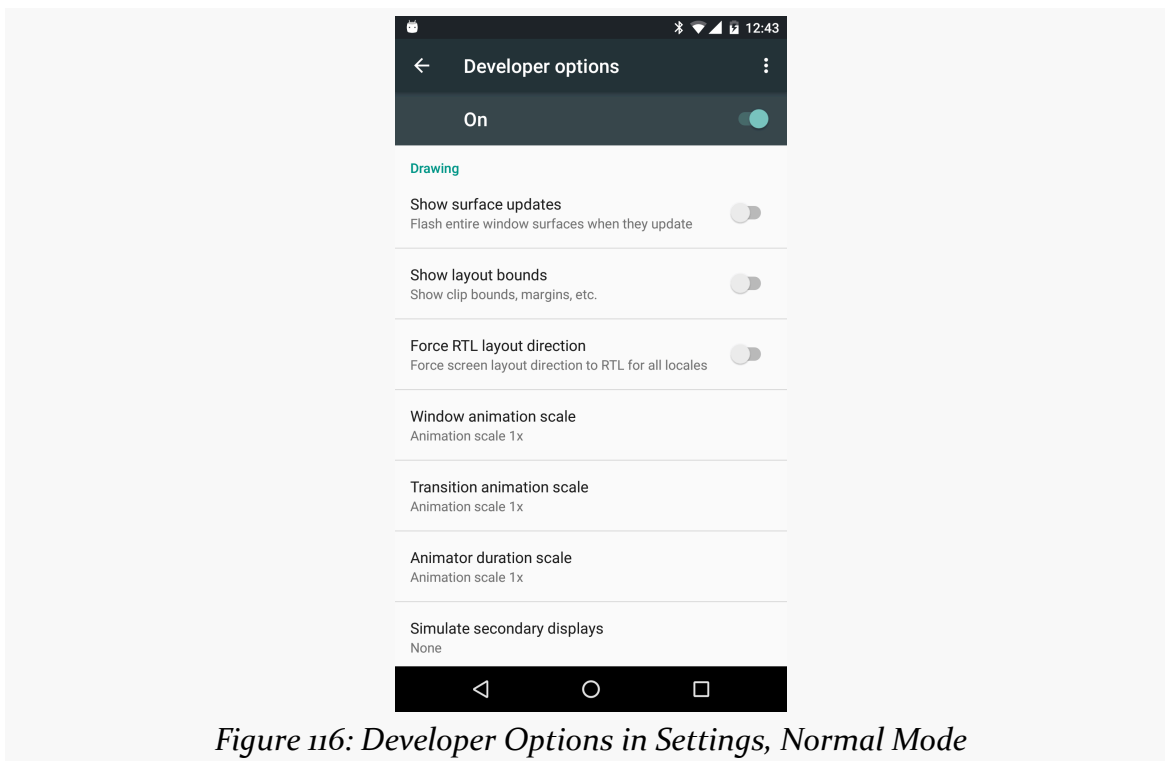 12:43
Developer options
On
Drawing
Show surface updates
Flash entire window surfaces when they update
Show layout bounds
Show clip bounds, margins, etc.
Force RTL layout direction
Force screen layout direction to RTL for all locales
Window animation scale
Animation scale 1x
Transition animation scale
Animation scale 1x
Animator duration scale
Animation scale 1x
Simulate secondary displays
None
Figure 116: Developer Options in Settings, Normal Mode